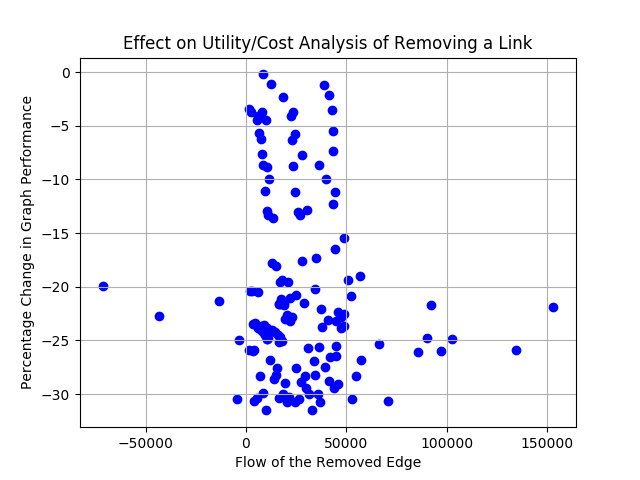 Effect on Utility/Cost Analysis of Removing a Link
Percentage Change in Graph Performance
0
−5
−10
−15
−20
−25
−30
−50000 0 50000 100000 150000
Flow of the Removed Edge